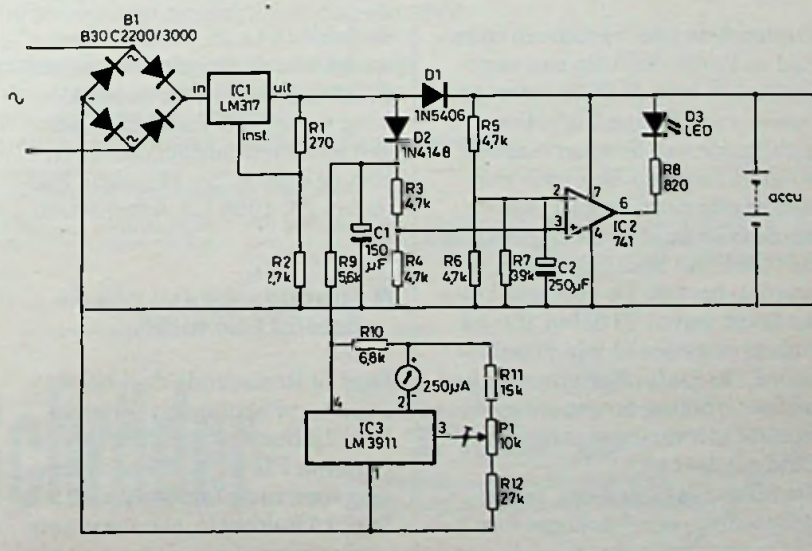 B1
B30 C2200/3000
~
~
~
-
+
in
IC1
LM317
uit
inst.
R1
270
R2
2,7k
D1
1N5406
D2
1N4148
R3
4,7k
R4
4,7k
R9
5,6k
C1
150
µF
R5
4,7k
R6
4,7k
R7
39k
C2
250µF
2
3
7
6
4
IC2
741
D3
LED
R8
820
accu
R10
6,8k
+
250µA
-
2
4
IC3
LM3911
3
1
R11
15k
P1
10k
R12
27k